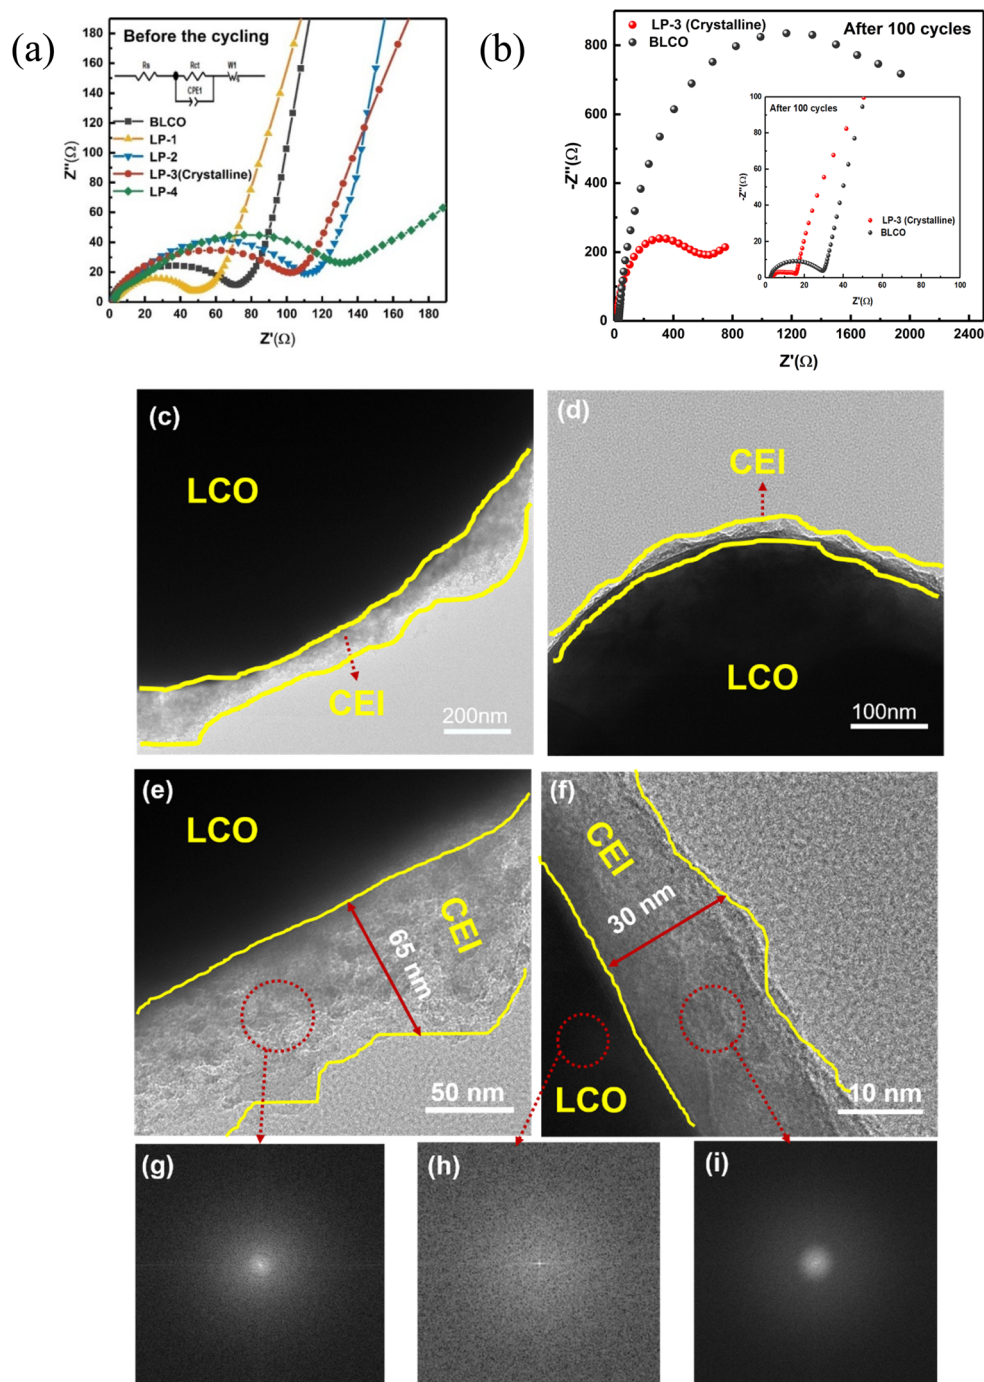 (a)
Before the cycling
Rs Rct W1
CPE1
BLCO
LP-1
LP-2
LP-3(Crystalline)
LP-4
Z''(Ω)
190
180
160
140
120
100
80
60
40
20
0
0 20 40 60 80 100 120 140 160 180
Z'(Ω)
(b)
LP-3 (Crystalline)
BLCO
After 100 cycles
-Z''(Ω)
800
600
400
200
0
0 400 800 1200 1600 2000 2400
Z'(Ω)
After 100 cycles
-Z''(Ω)
100
80
60
40
20
0
LP-3 (Crystalline)
BLCO
0 20 40 60 80 100
Z'(Ω)
(c)
LCO
CEI
200nm
(d)
CEI
LCO
100nm
(e)
LCO
CEI
65 nm
50 nm
(f)
CEI
30 nm
LCO
10 nm
(g)
(h)
(i)